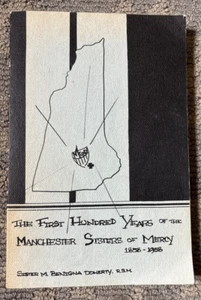 The First Hundred Years of the
Manchester Sisters of Mercy
1858 - 1958
Sister M. Benigna Doherty, R.S.M.